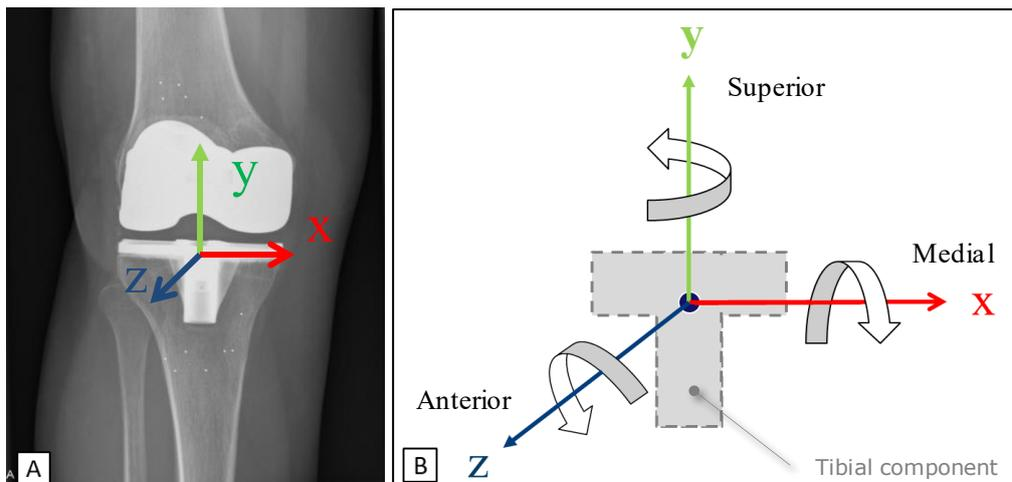 y
x
z
A
A
y
Superior
Medial
x
Anterior
z
B
Tibial component